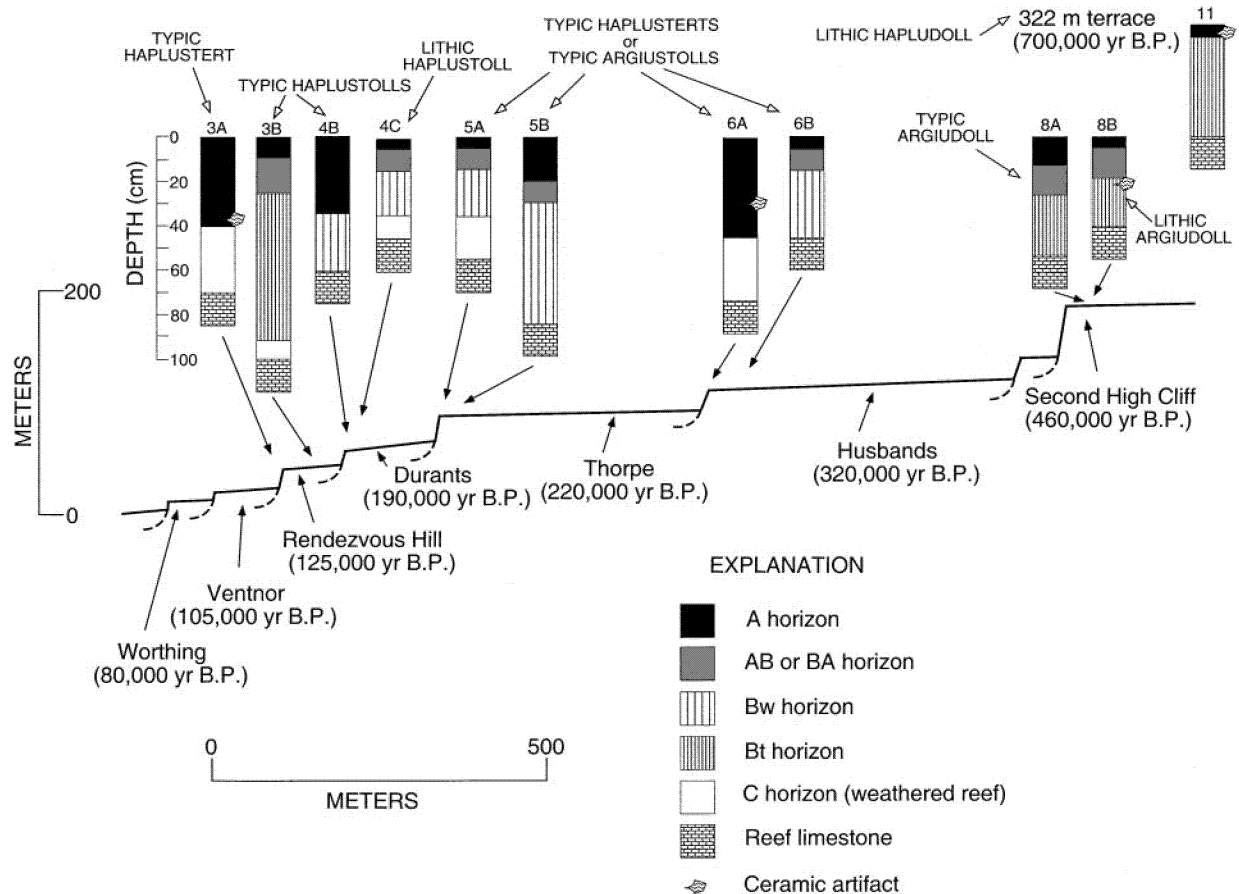 TYPIC
HAPLUSTERT
TYPIC HAPLUSTOLLS
LITHIC
HAPLUSTOLL
TYPIC HAPLUSTERTS
or
TYPIC ARGIUSTOLLS
LITHIC HAPLUDOLL
322 m terrace
(700,000 yr B.P.)
11
3A
3B
4B
4C
5A
5B
6A
6B
TYPIC
ARGIUDOLL
8A
8B
LITHIC
ARGIUDOLL
DEPTH (cm)
0
20
40
60
80
100
METERS
200
0
Worthing
(80,000 yr B.P.)
Ventnor
(105,000 yr B.P.)
Rendezvous Hill
(125,000 yr B.P.)
Durants
(190,000 yr B.P.)
Thorpe
(220,000 yr B.P.)
Husbands
(320,000 yr B.P.)
Second High Cliff
(460,000 yr B.P.)
0
500
METERS
EXPLANATION
A horizon
AB or BA horizon
Bw horizon
Bt horizon
C horizon (weathered reef)
Reef limestone
Ceramic artifact